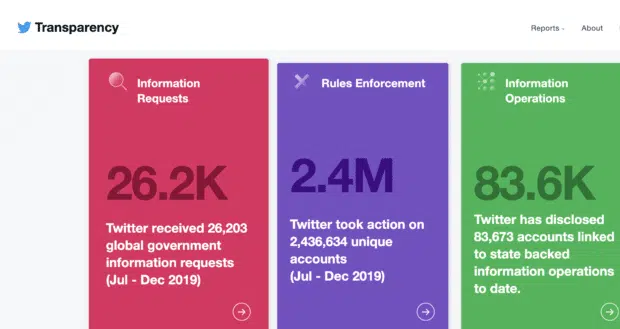 Transparency
Reports
About
Information
Requests
26.2K
Twitter received 26,203
global government
information requests
(Jul - Dec 2019)
Rules Enforcement
2.4M
Twitter took action on
2,436,634 unique
accounts
(Jul - Dec 2019)
Information
Operations
83.6K
Twitter has disclosed
83,673 accounts linked
to state backed
information operations
to date.